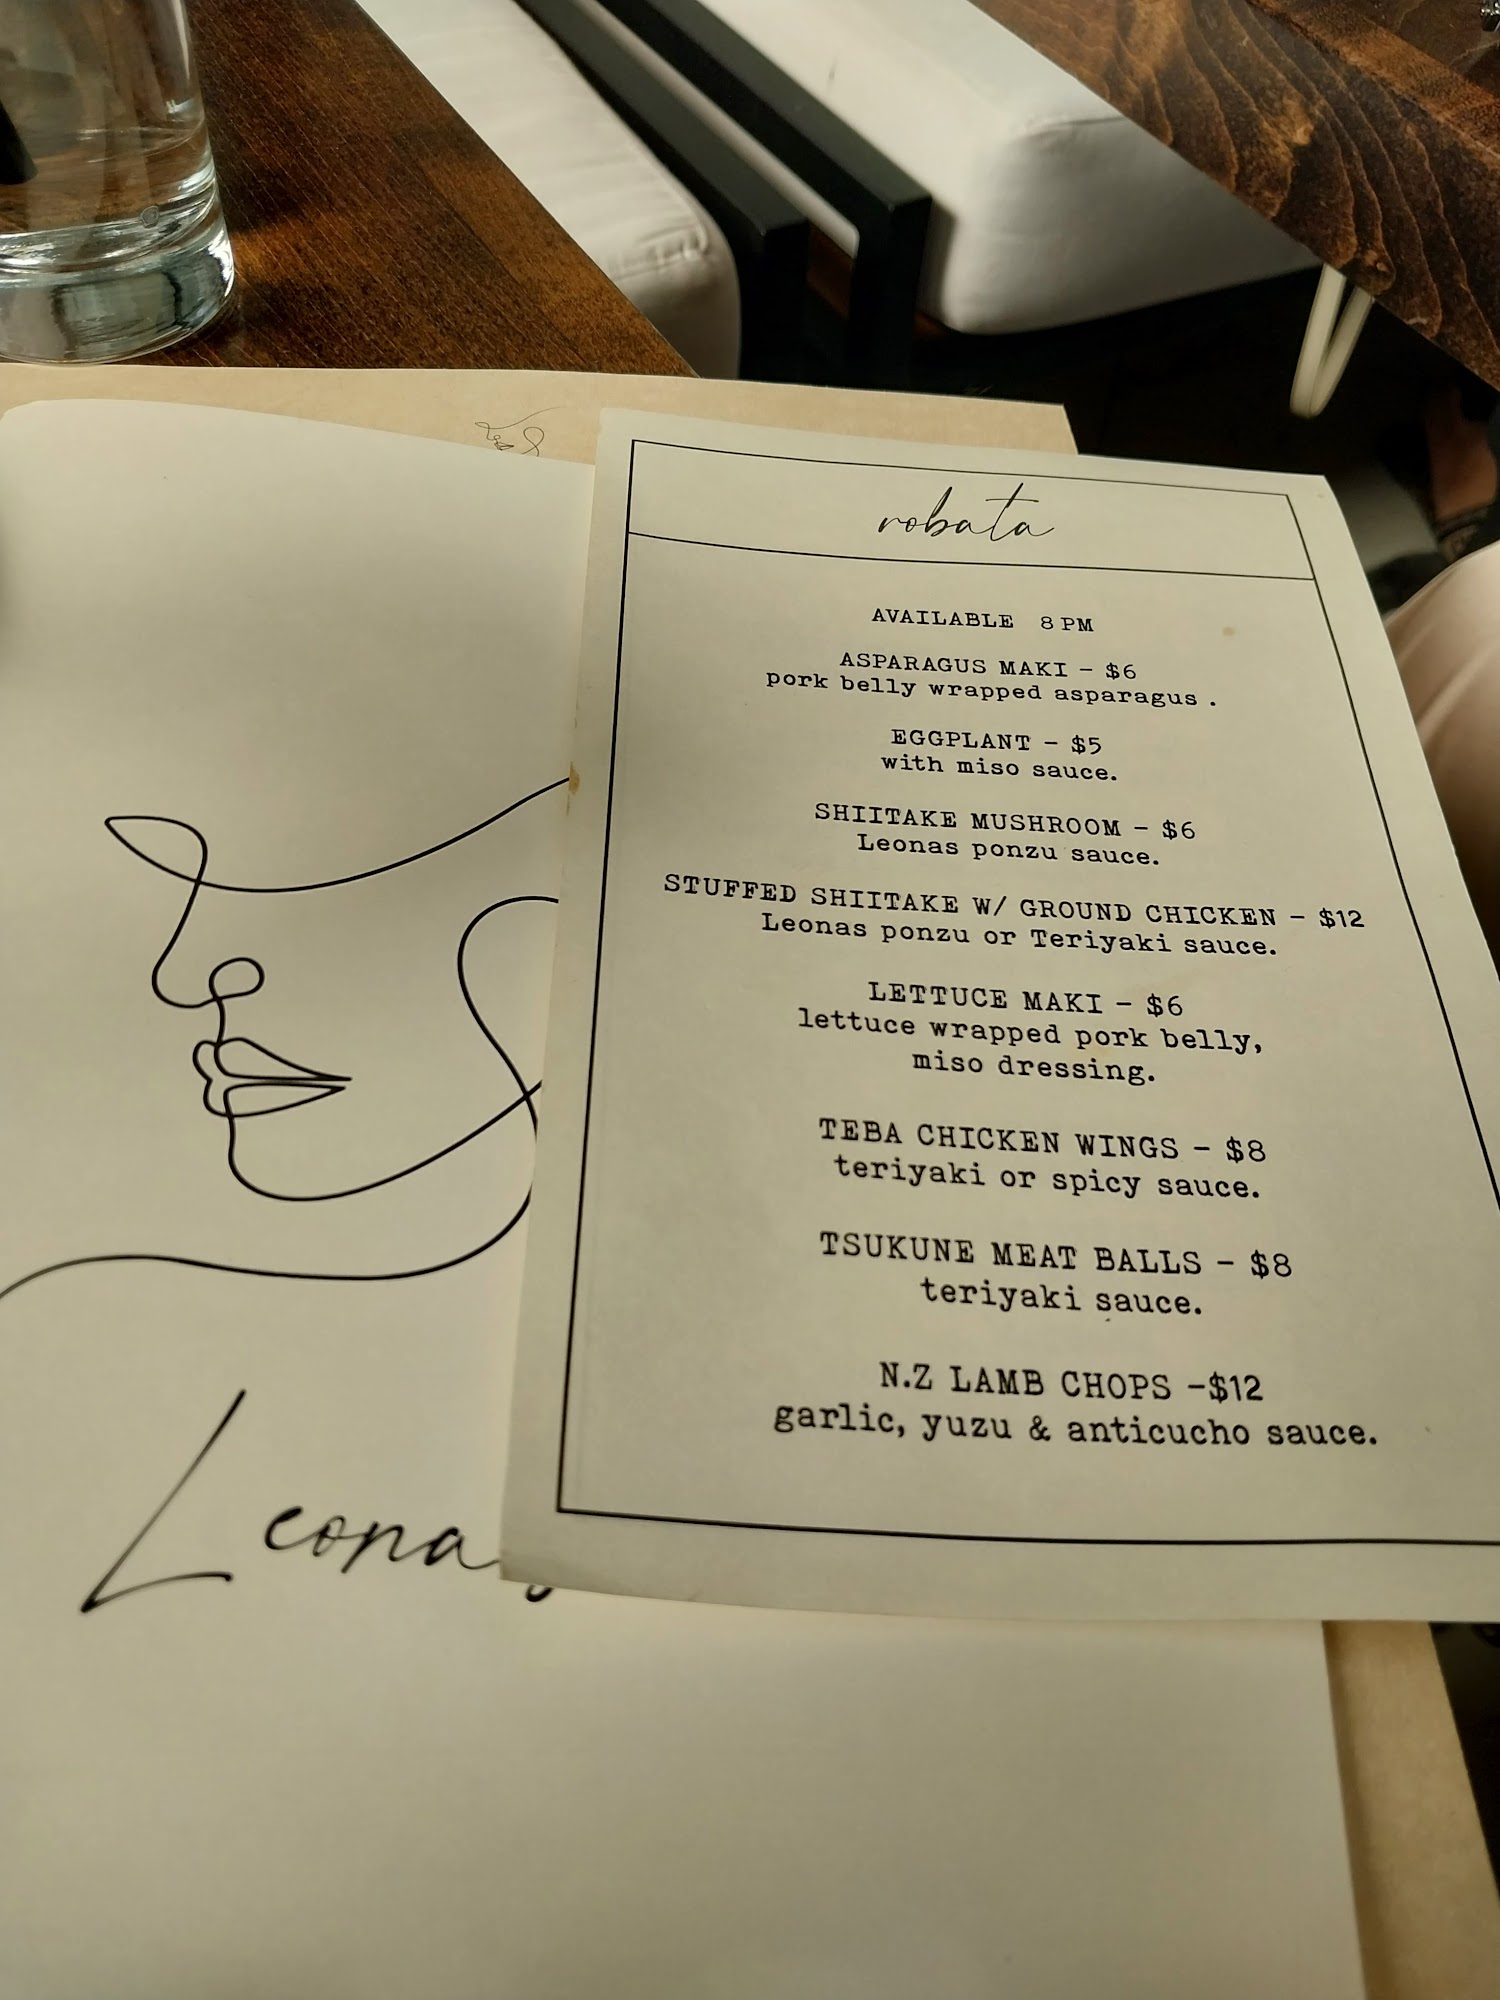 robata
AVAILABLE 8 PM
ASPARAGUS MAKI - $6
pork belly wrapped asparagus .
EGGPLANT - $5
with miso sauce.
SHIITAKE MUSHROOM - $6
Leonas ponzu sauce.
STUFFED SHIITAKE W/ GROUND CHICKEN - $12
Leonas ponzu or Teriyaki sauce.
LETTUCE MAKI - $6
lettuce wrapped pork belly,
miso dressing.
TEBA CHICKEN WINGS - $8
teriyaki or spicy sauce.
TSUKUNE MEAT BALLS - $8
teriyaki sauce.
N.Z LAMB CHOPS -$12
garlic, yuzu & anticucho sauce.
Leona